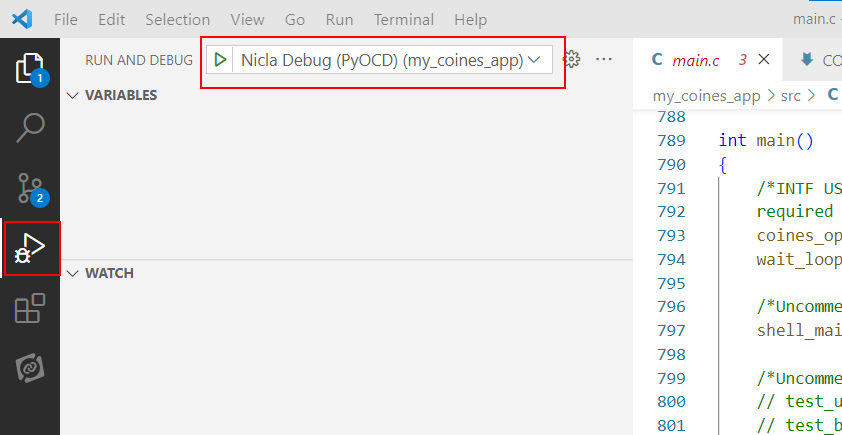 File Edit Selection View Go Run Terminal Help main.c
RUN AND DEBUG Nicla Debug (PyOCD) (my_coines_app) ...
main.c 3 CO
1
my_coines_app > src > C
VARIABLES
788
789 int main()
790 {
791 /*INTF US
792 required
793 coines_op
794 wait_loop
795
796 /*Uncomme
797 shell_mai
798
799 /*Uncomme
800 // test_u
801 // test_b
2
WATCH